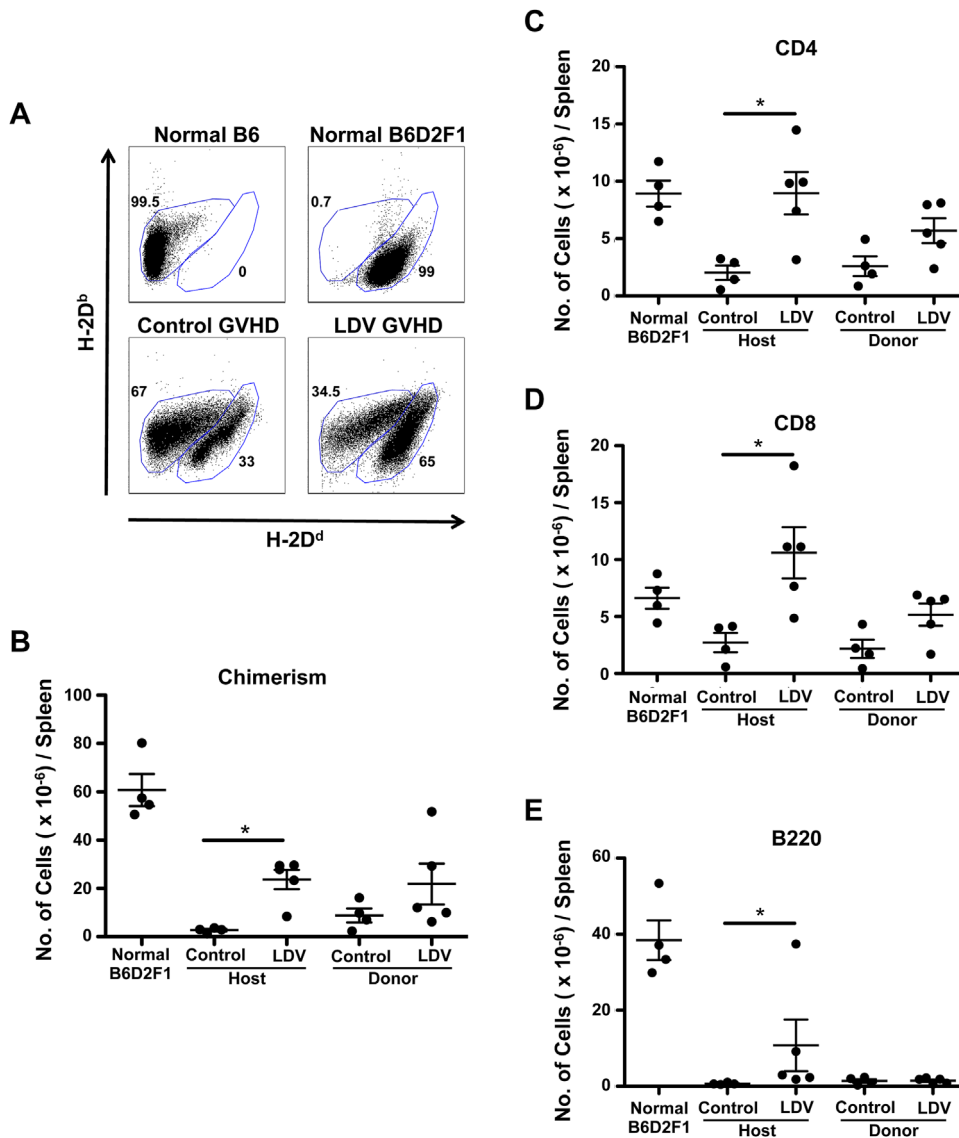 A
Normal B6
Normal B6D2F1
99.5
0
0.7
99
Control GVHD
LDV GVHD
67
33
34.5
65
H-2Dᵇ
H-2Dᵈ
B
Chimerism
No. of Cells ( x 10⁻⁶) / Spleen
100
80
60
40
20
0
*
Normal
B6D2F1
Control
LDV
Host
Control
LDV
Donor
C
CD4
No. of Cells ( x 10⁻⁶) / Spleen
20
15
10
5
0
*
Normal
B6D2F1
Control
LDV
Host
Control
LDV
Donor
D
CD8
No. of Cells ( x 10⁻⁶) / Spleen
20
15
10
5
0
*
Normal
B6D2F1
Control
LDV
Host
Control
LDV
Donor
E
B220
No. of Cells ( x 10⁻⁶) / Spleen
60
40
20
0
*
Normal
B6D2F1
Control
LDV
Host
Control
LDV
Donor